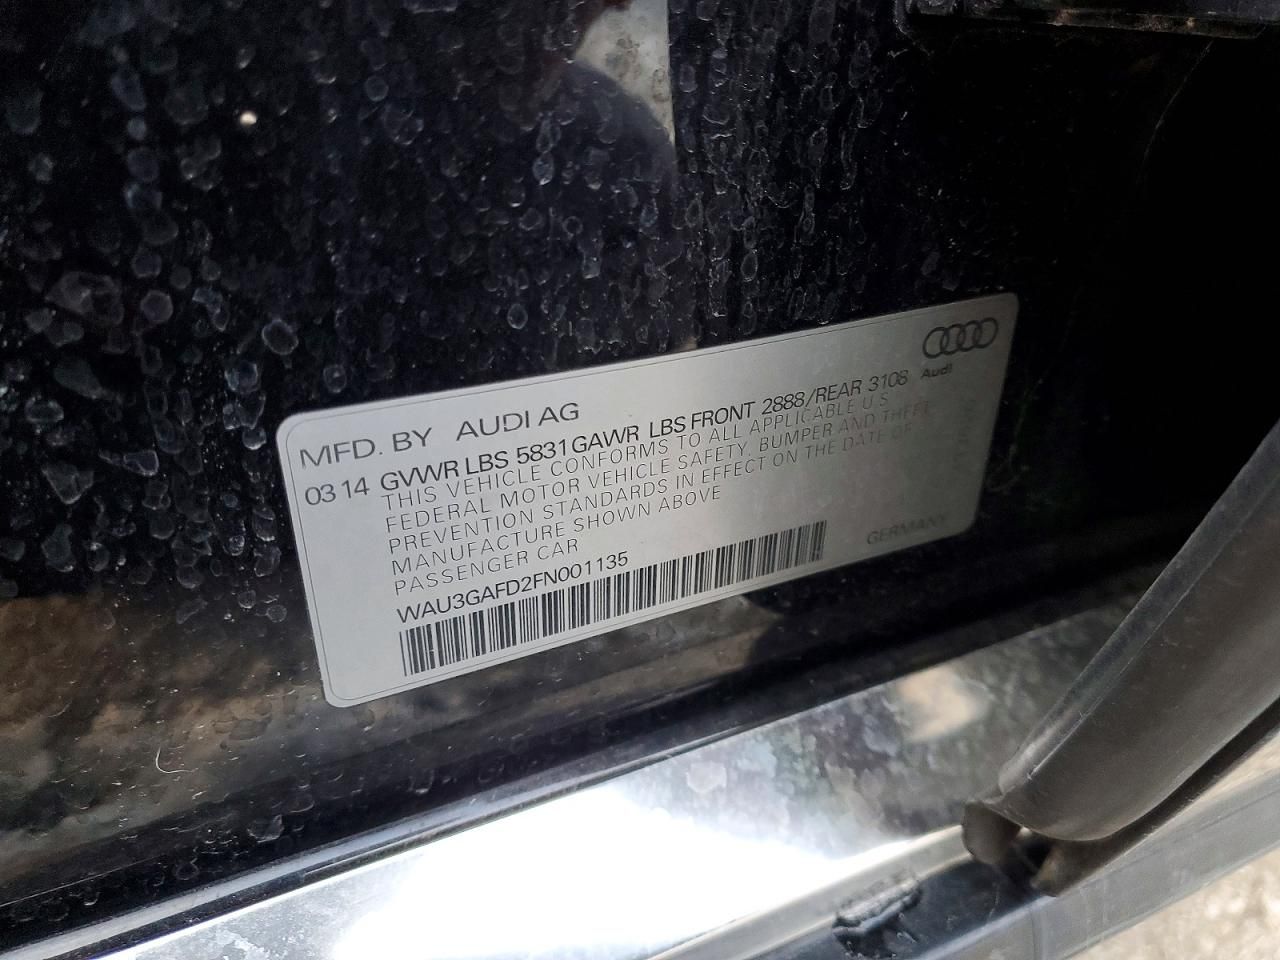 MFD. BY AUDI AG
Audi
03 14 GVWR LBS 5831 GAWR LBS FRONT 2888/REAR 3108
THIS VEHICLE CONFORMS TO ALL APPLICABLE U.S
FEDERAL MOTOR VEHICLE SAFETY, BUMPER AND THEFT
PREVENTION STANDARDS IN EFFECT ON THE DATE OF
MANUFACTURE SHOWN ABOVE
PASSENGER CAR
WAU3GAFD2FN001135
GERMANY